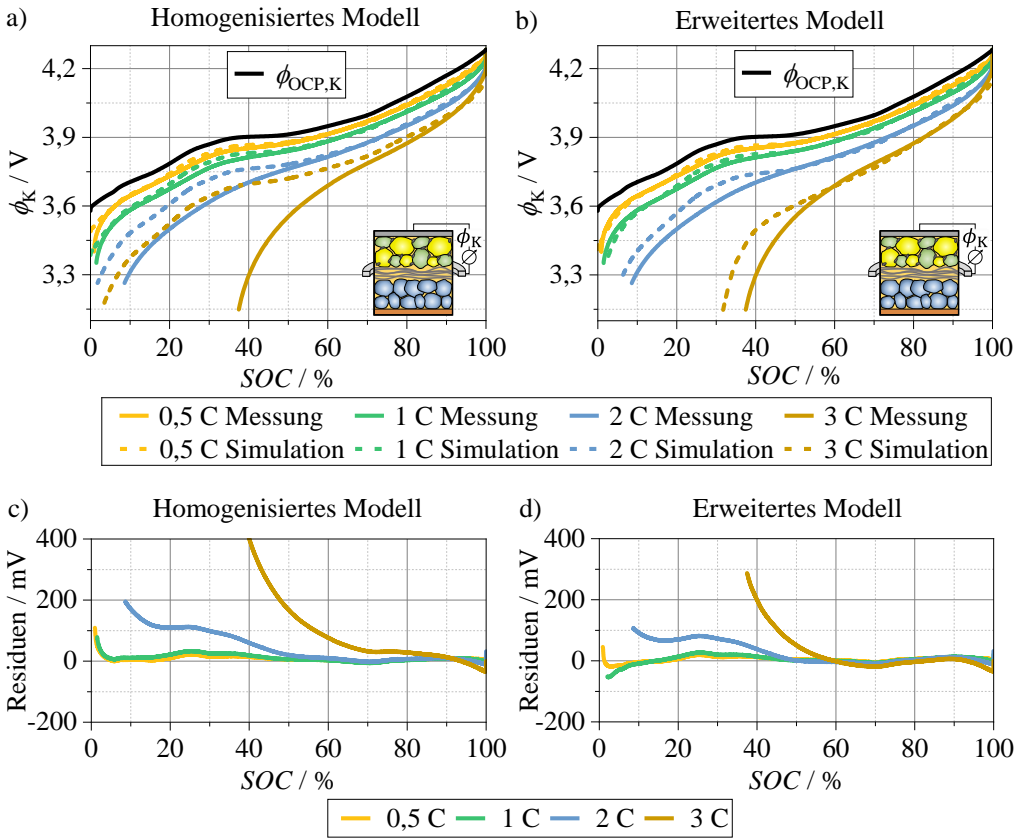 a) Homogenisiertes Modell
b) Erweitertes Modell
ϕOCP,K
ϕOCP,K
4,2
3,9
3,6
3,3
ϕK / V
ϕK
0 20 40 60 80 100
SOC / %
4,2
3,9
3,6
3,3
ϕK / V
ϕK
0 20 40 60 80 100
SOC / %
0,5 C Messung 1 C Messung 2 C Messung 3 C Messung
0,5 C Simulation 1 C Simulation 2 C Simulation 3 C Simulation
c) Homogenisiertes Modell
d) Erweitertes Modell
400
200
0
-200
Residuen / mV
0 20 40 60 80 100
SOC / %
400
200
0
-200
Residuen / mV
0 20 40 60 80 100
SOC / %
0,5 C 1 C 2 C 3 C